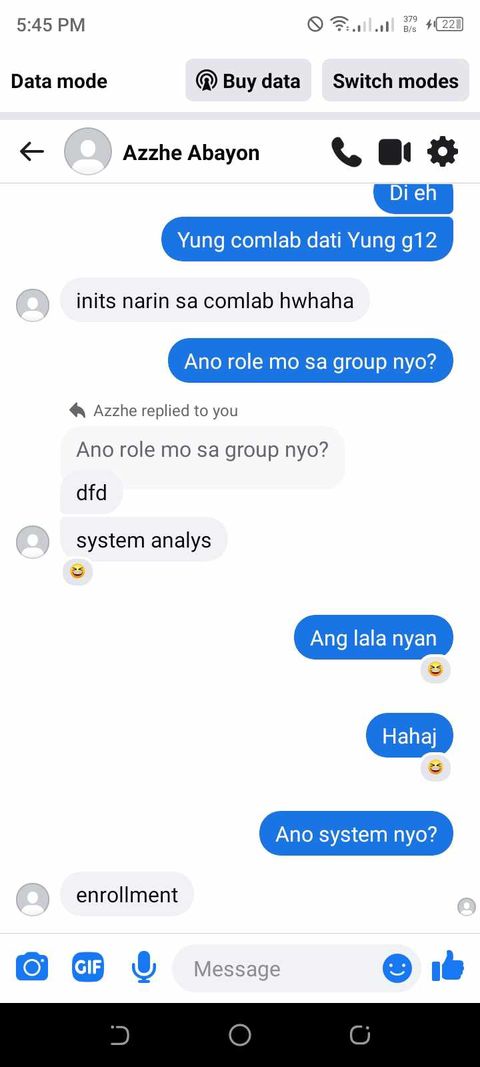 5:45 PM
379
B/s
22
Data mode
Buy data
Switch modes
Azzhe Abayon
Di eh
Yung comlab dati Yung g12
inits narin sa comlab hwhaha
Ano role mo sa group nyo?
Azzhe replied to you
Ano role mo sa group nyo?
dfd
system analys
Ang lala nyan
Hahaj
Ano system nyo?
enrollment
GIF
Message